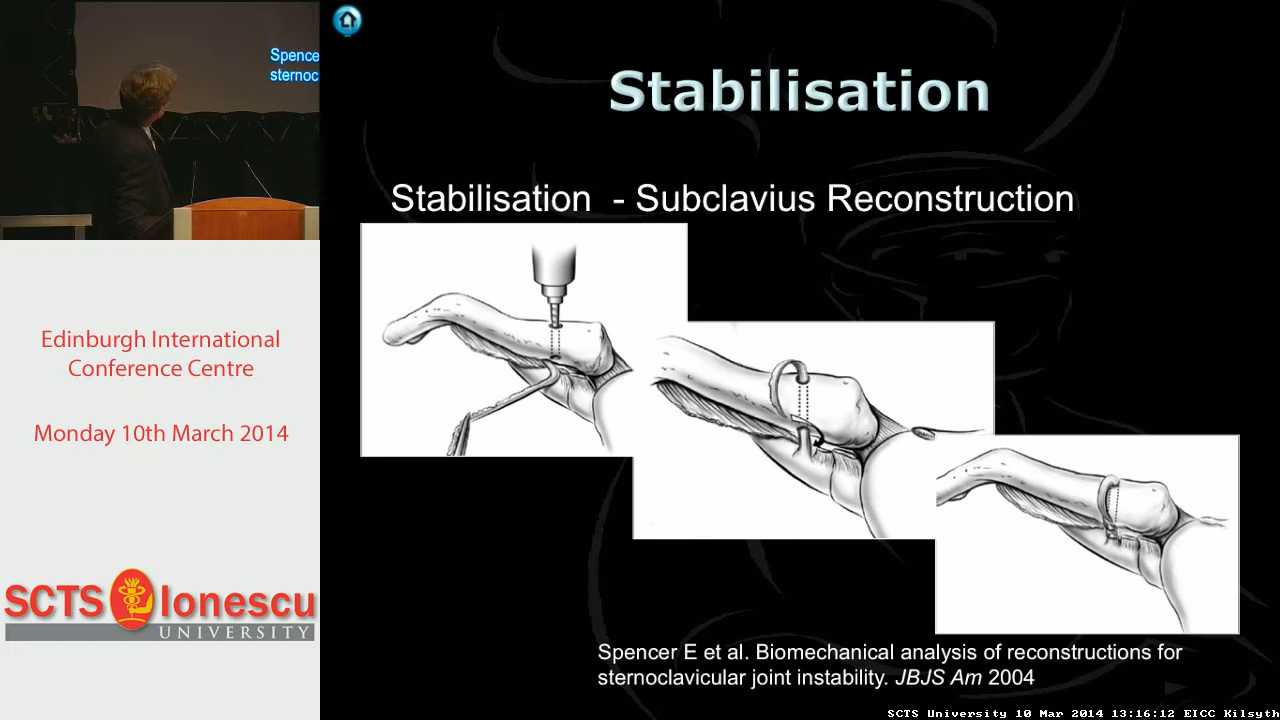 Spence
sternoc
Stabilisation
Stabilisation - Subclavius Reconstruction
Edinburgh International
Conference Centre
Monday 10th March 2014
SCTS Ionescu
UNIVERSITY
Spencer E et al. Biomechanical analysis of reconstructions for
sternoclavicular joint instability. JBJS Am 2004
SCTS University 10 Mar 2014 13:16:12 EICC Kilsyth